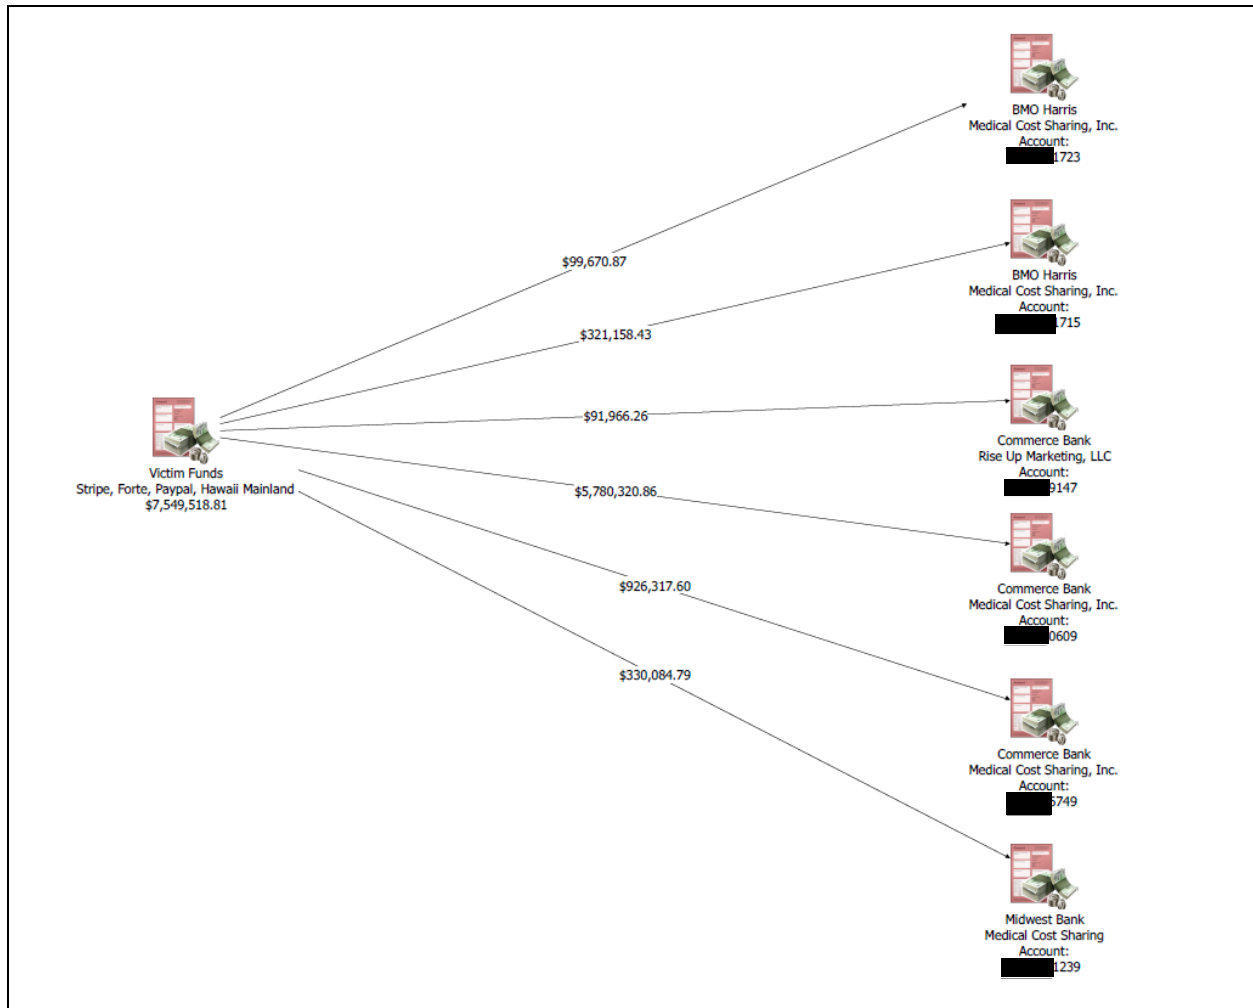 BMO Harris
Medical Cost Sharing, Inc.
Account:
1723
$99,670.87
BMO Harris
Medical Cost Sharing, Inc.
Account:
1715
$321,158.43
Commerce Bank
Rise Up Marketing, LLC
Account:
9147
$91,966.26
Victim Funds
Stripe, Forte, Paypal, Hawaii Mainland
$7,549,518.81
$5,780,320.86
Commerce Bank
Medical Cost Sharing, Inc.
Account:
0609
$926,317.60
Commerce Bank
Medical Cost Sharing, Inc.
Account:
6749
$330,084.79
Midwest Bank
Medical Cost Sharing
Account:
1239